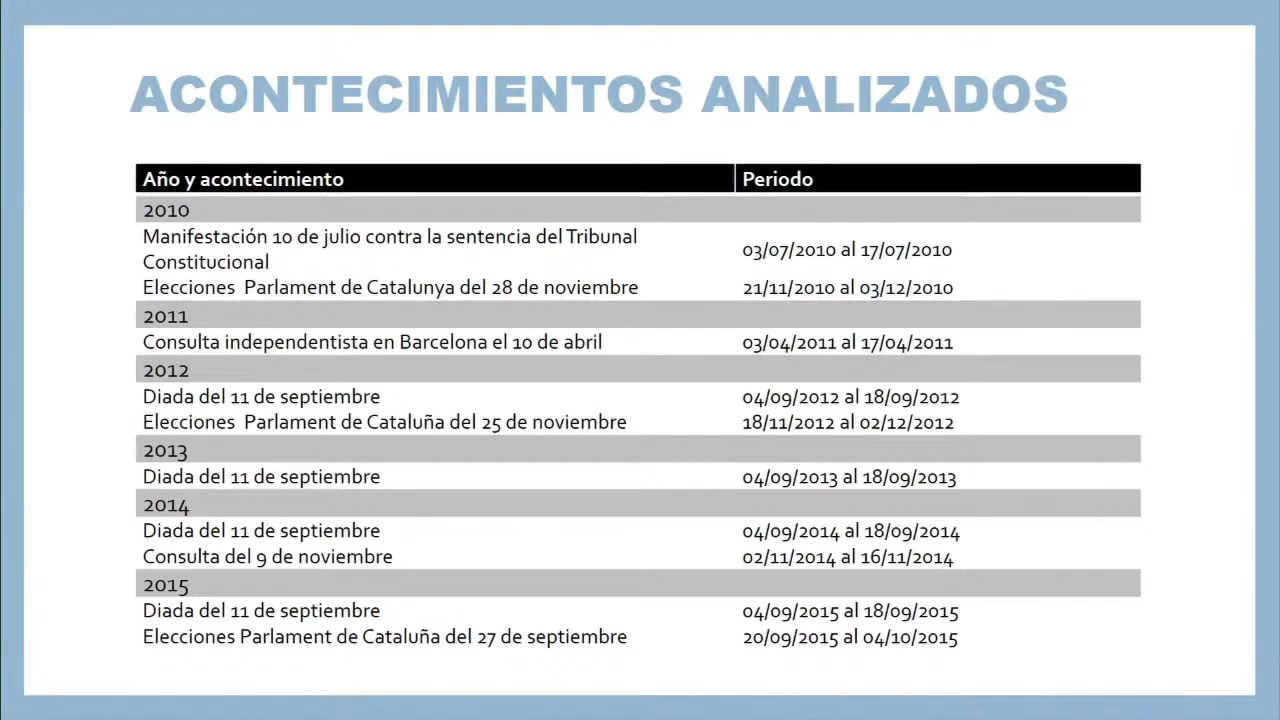 ACONTECIMIENTOS ANALIZADOS
Año y acontecimiento Periodo
2010
Manifestación 10 de julio contra la sentencia del Tribunal
Constitucional 03/07/2010 al 17/07/2010
Elecciones Parlament de Catalunya del 28 de noviembre 21/11/2010 al 03/12/2010
2011
Consulta independentista en Barcelona el 10 de abril 03/04/2011 al 17/04/2011
2012
Diada del 11 de septiembre 04/09/2012 al 18/09/2012
Elecciones Parlament de Cataluña del 25 de noviembre 18/11/2012 al 02/12/2012
2013
Diada del 11 de septiembre 04/09/2013 al 18/09/2013
2014
Diada del 11 de septiembre 04/09/2014 al 18/09/2014
Consulta del 9 de noviembre 02/11/2014 al 16/11/2014
2015
Diada del 11 de septiembre 04/09/2015 al 18/09/2015
Elecciones Parlament de Cataluña del 27 de septiembre 20/09/2015 al 04/10/2015